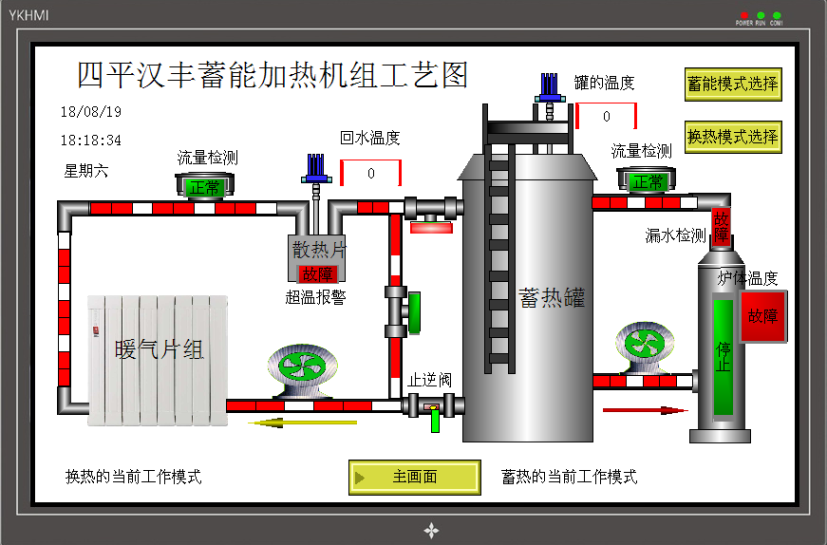 YKHMI
POWER RUN COM1
四平汉丰蓄能加热机组工艺图
18/08/19
18:18:34
星期六
流量检测
正常
回水温度
0
罐的温度
0
蓄能模式选择
换热模式选择
流量检测
正常
散热片
故障
超温报警
漏水检测
故障
炉体温度
故障
蓄热罐
停止
暖气片组
止逆阀
换热的当前工作模式
主画面
蓄热的当前工作模式